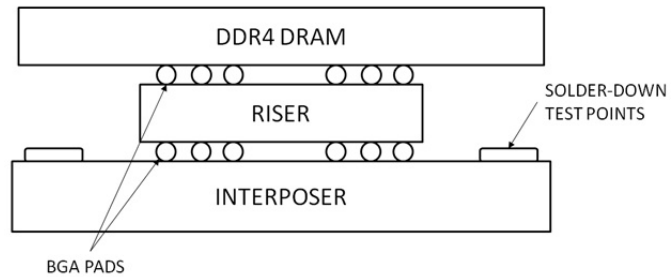 DDR4 DRAM
SOLDER-DOWN
TEST POINTS
RISER
INTERPOSER
BGA PADS